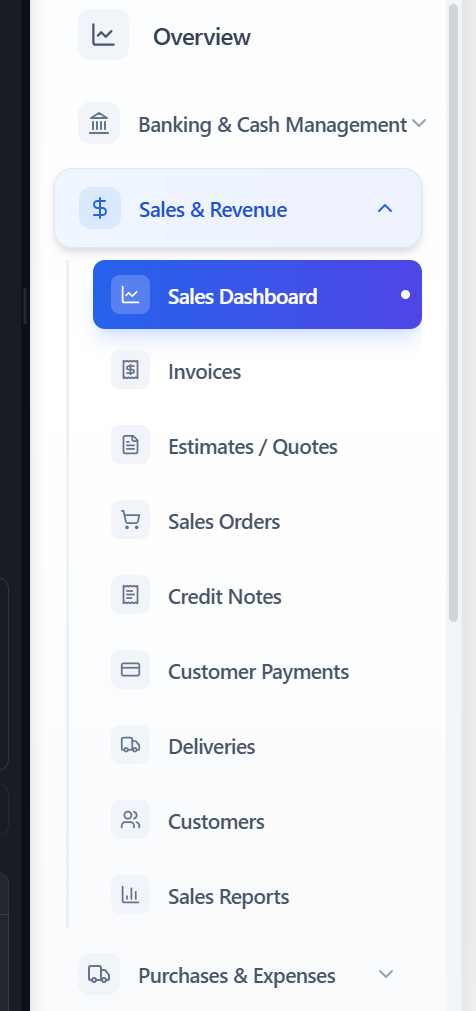 Overview
Banking & Cash Management
Sales & Revenue
Sales Dashboard
Invoices
Estimates / Quotes
Sales Orders
Credit Notes
Customer Payments
Deliveries
Customers
Sales Reports
Purchases & Expenses